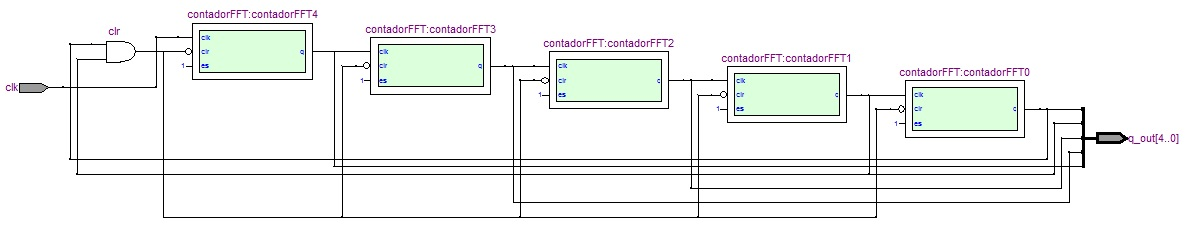 contadorFFT:contadorFFT4
clr
clk
clr
q
1 es
contadorFFT:contadorFFT3
clk
clr
q
1 es
contadorFFT:contadorFFT2
clk
clr
q
1 es
contadorFFT:contadorFFT1
clk
clr
q
1 es
contadorFFT:contadorFFT0
clk
clr
q
1 es
clk
q_out[4..0]